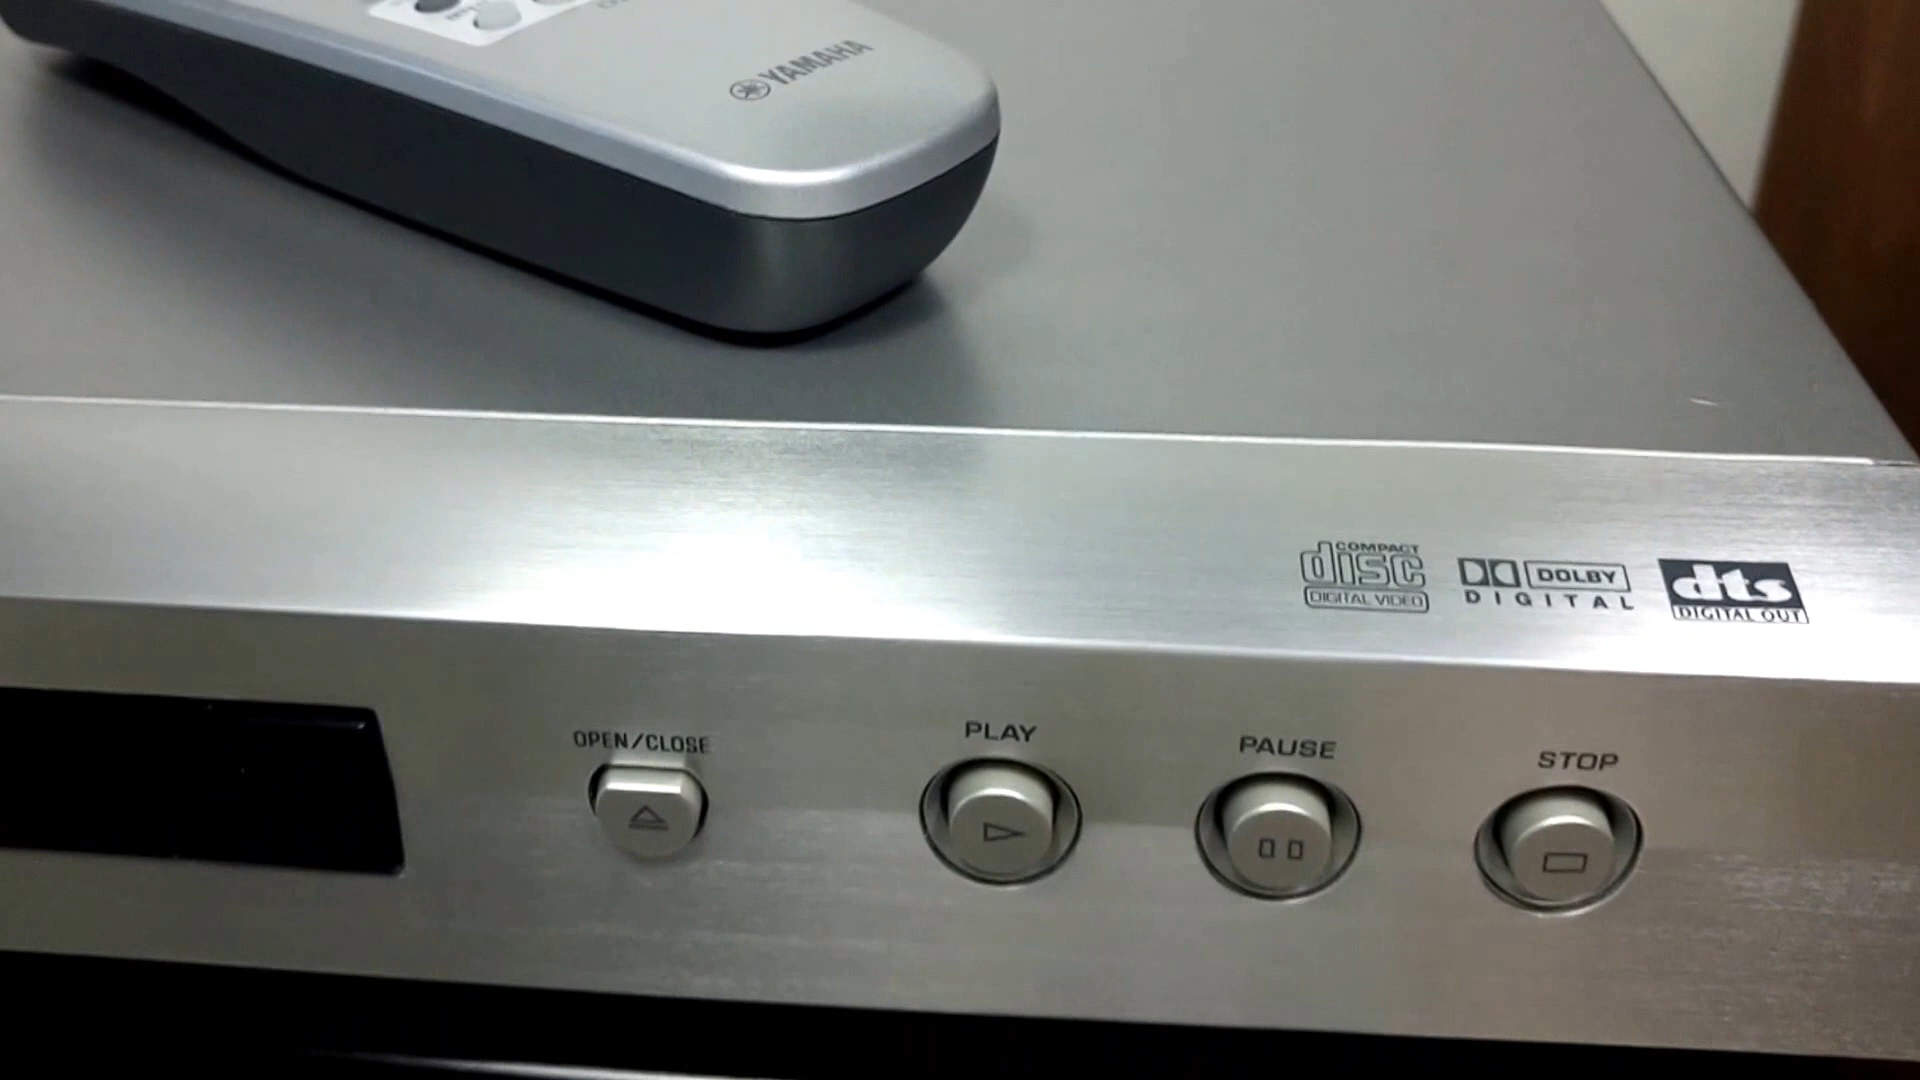 YAMAHA
COMPACT
disc
DIGITAL VIDEO
DOLBY
DIGITAL
dts
DIGITAL OUT
OPEN/CLOSE
PLAY
PAUSE
STOP